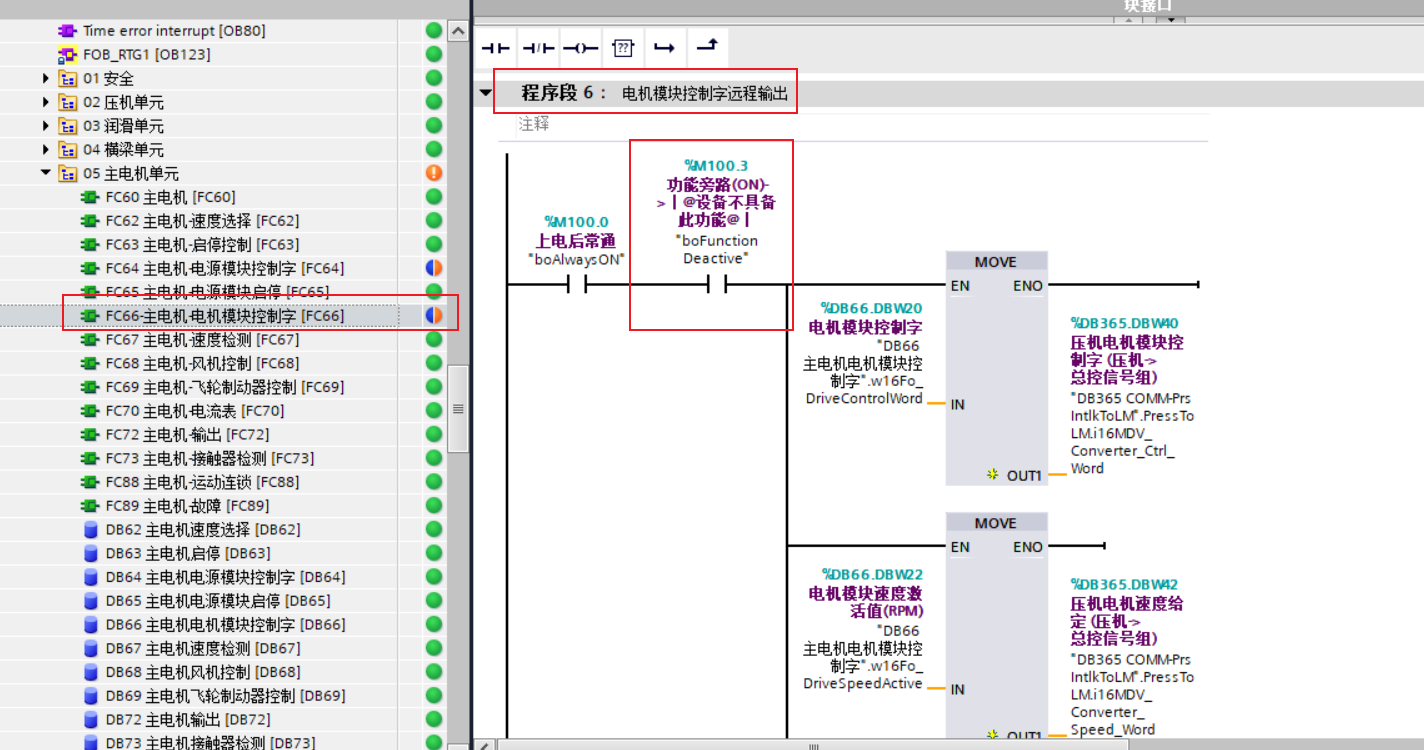 块接口
Time error interrupt [OB80]
FOB_RTG1 [OB123]
01 安全
02 压机单元
03 润滑单元
04 横梁单元
05 主电机单元
FC60 主电机 [FC60]
FC62 主电机-速度选择 [FC62]
FC63 主电机-启停控制 [FC63]
FC64 主电机-电源模块控制字 [FC64]
FC65 主电机-电源模块启停 [FC65]
FC66-主电机-电机模块控制字 [FC66]
FC67 主电机-速度检测 [FC67]
FC68 主电机-风机控制 [FC68]
FC69 主电机-飞轮制动器控制 [FC69]
FC70 主电机-电流表 [FC70]
FC72 主电机-输出 [FC72]
FC73 主电机-接触器检测 [FC73]
FC88 主电机-运动连锁 [FC88]
FC89 主电机-故障 [FC89]
DB62 主电机速度选择 [DB62]
DB63 主电机启停 [DB63]
DB64 主电机电源模块控制字 [DB64]
DB65 主电机电源模块启停 [DB65]
DB66 主电机电机模块控制字 [DB66]
DB67 主电机速度检测 [DB67]
DB68 主电机风机控制 [DB68]
DB69 主电机飞轮制动器控制 [DB69]
DB72 主电机输出 [DB72]
DB73 主电机接触器检测 [DB73]
??
程序段 6： 电机模块控制字远程输出
注释
%M100.0
上电后常通
"boAlwaysON"
%M100.3
功能旁路(ON)-
>丨@设备不具备
此功能@丨
"boFunction
Deactive"
MOVE
EN ENO
%DB66.DBW20
电机模块控制字
"DB66
主电机电机模块控
制字".w16Fo_
DriveControlWord
IN
OUT1
%DB365.DBW40
压机电机模块控
制字 (压机->
总控信号组)
"DB365 COMM-Prs
IntlkToLM".PressTo
LM.i16MDV_
Converter_Ctrl_
Word
MOVE
EN ENO
%DB66.DBW22
电机模块速度激
活值(RPM)
"DB66
主电机电机模块控
制字".w16Fo_
DriveSpeedActive
IN
OUT1
%DB365.DBW42
压机电机速度给
定 (压机->
总控信号组)
"DB365 COMM-Prs
IntlkToLM".PressTo
LM.i16MDV_
Converter_
Speed_Word